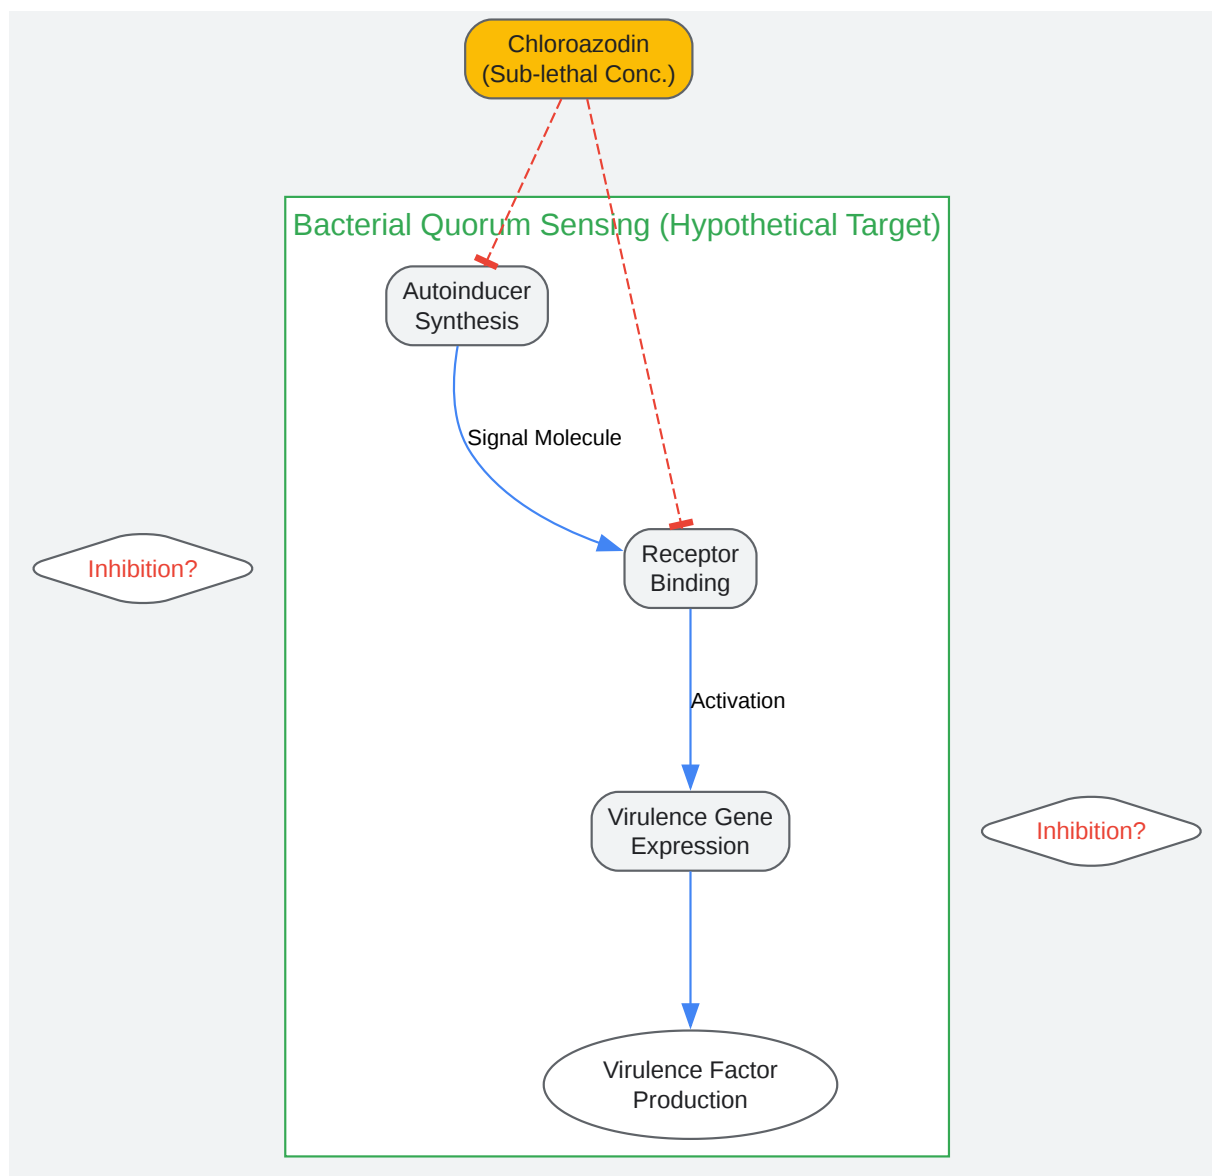 Chloroazodin
(Sub-lethal Conc.)
Bacterial Quorum Sensing (Hypothetical Target)
Autoinducer
Synthesis
Signal Molecule
Receptor
Binding
Inhibition?
Activation
Virulence Gene
Expression
Inhibition?
Virulence Factor
Production